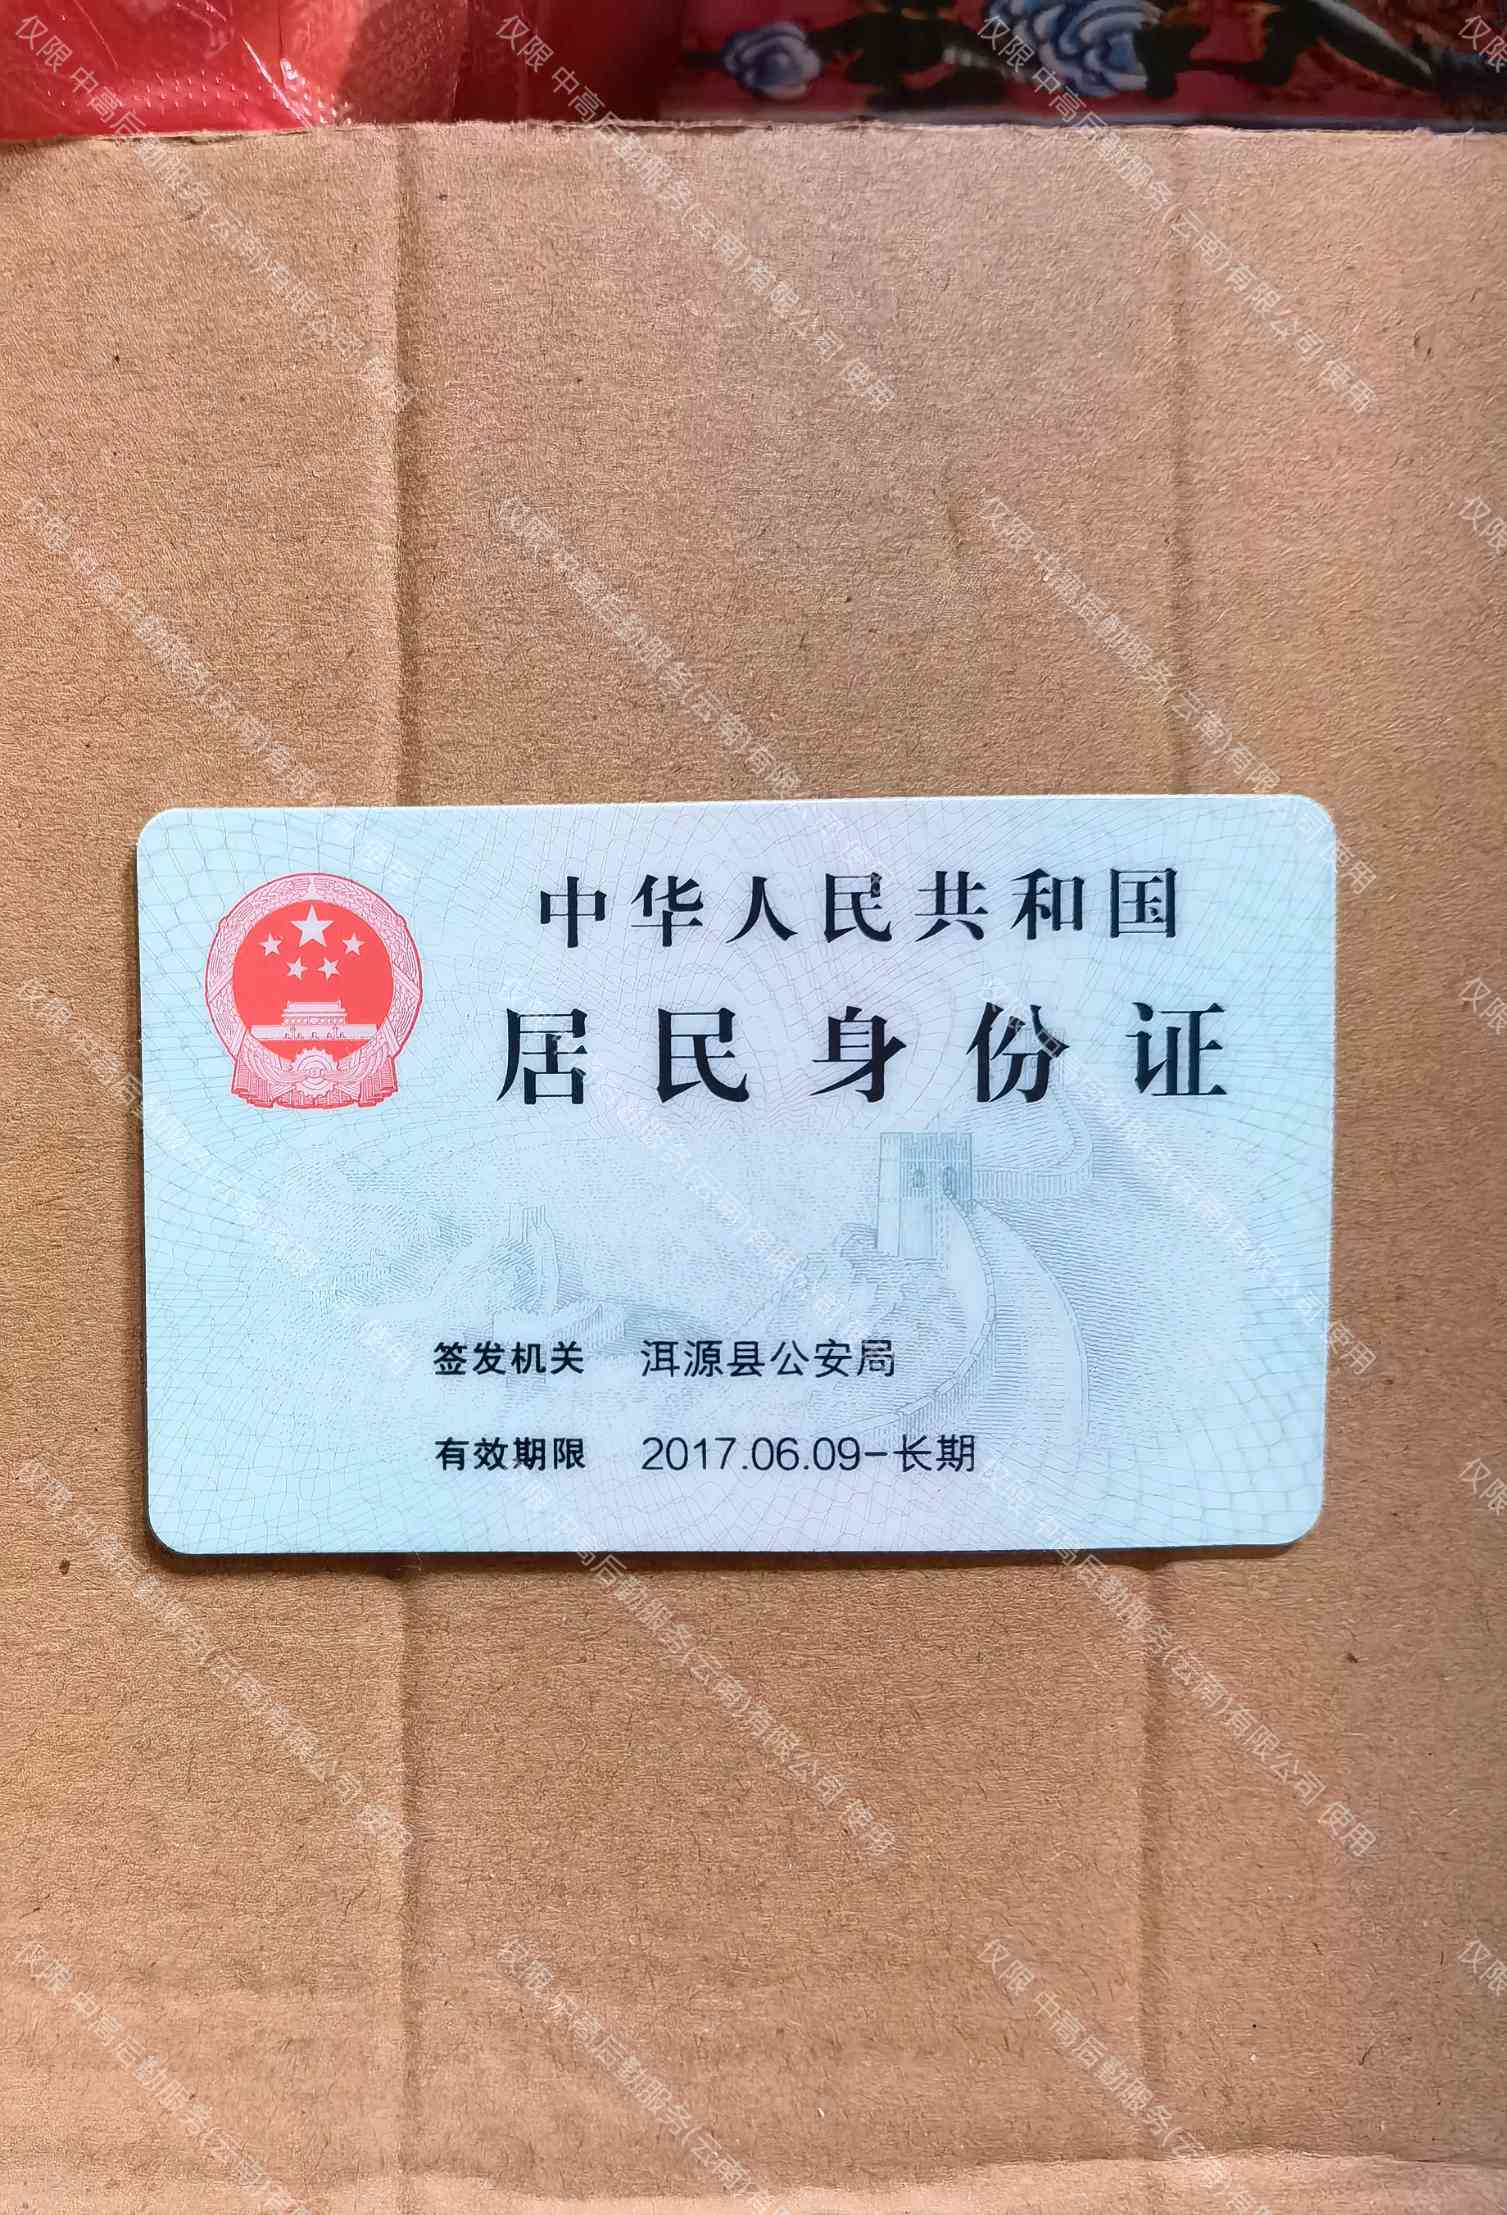 中华人民共和国
居民身份证
签发机关 洱源县公安局
有效期限 2017.06.09-长期
仅限 中高后勤服务(云南)有限公司 使用